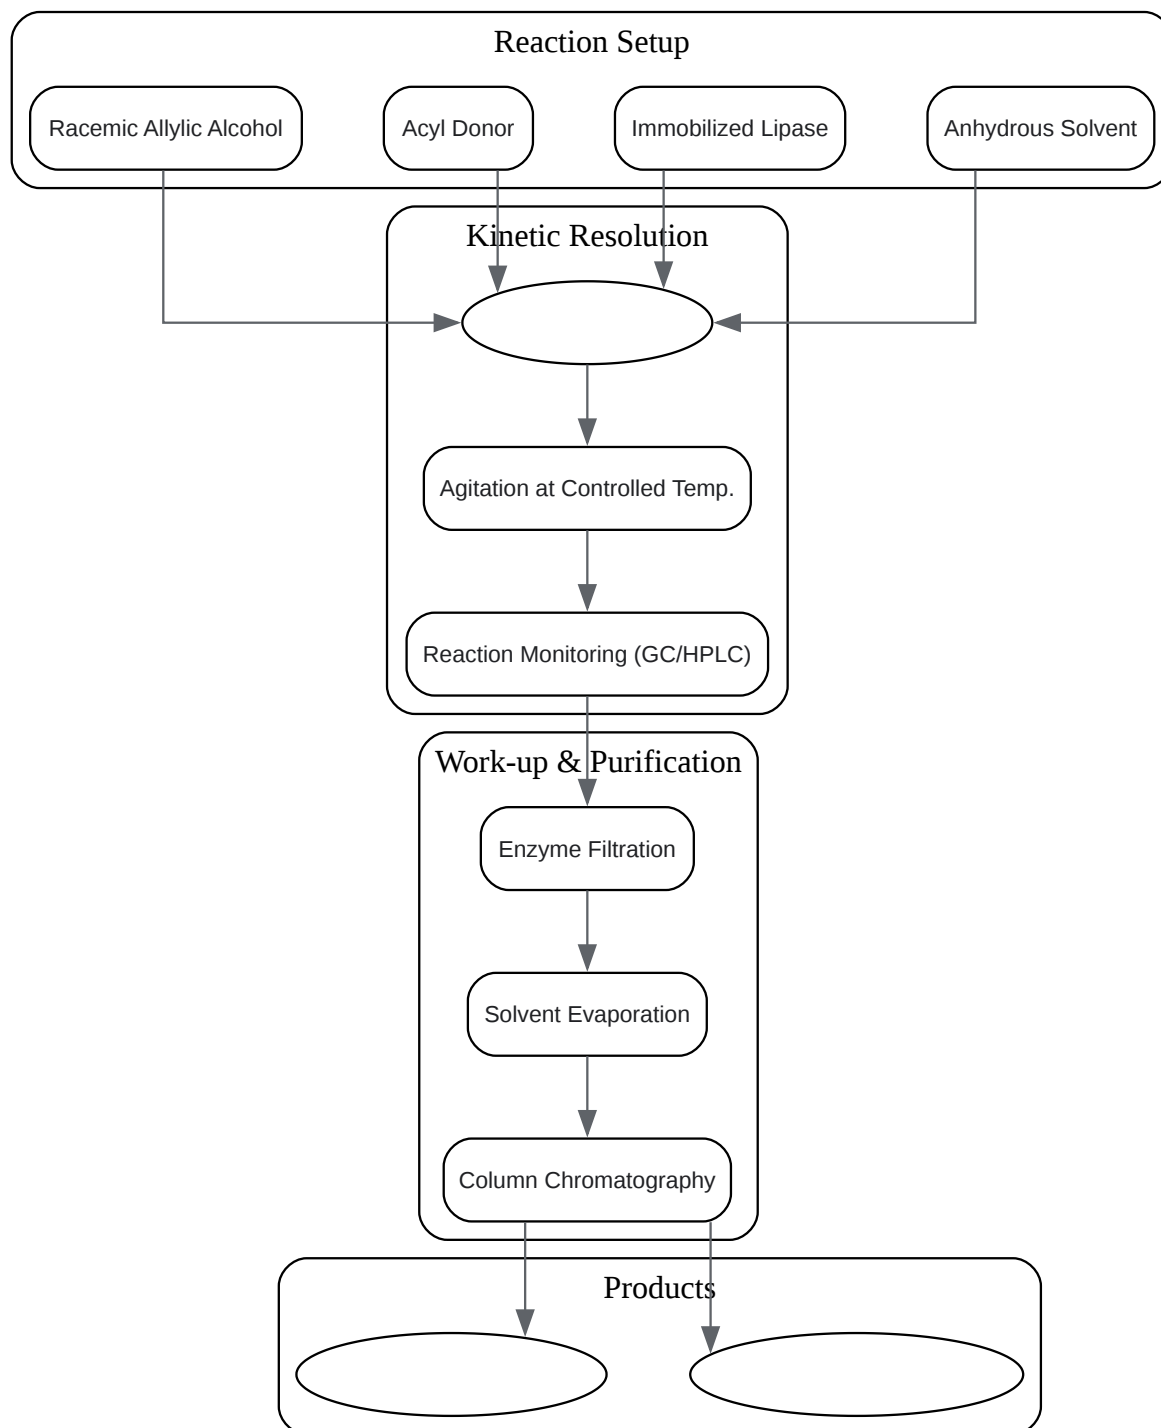 Reaction Setup
Racemic Allylic Alcohol
Acyl Donor
Immobilized Lipase
Anhydrous Solvent
Kinetic Resolution
Agitation at Controlled Temp.
Reaction Monitoring (GC/HPLC)
Work-up & Purification
Enzyme Filtration
Solvent Evaporation
Column Chromatography
Products